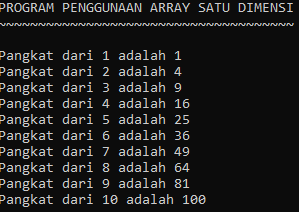 PROGRAM PENGGUNAAN ARRAY SATU DIMENSI
~~~~~~~~~~~~~~~~~~~~~~~~~~~~~~~~~~~~~
Pangkat dari 1 adalah 1
Pangkat dari 2 adalah 4
Pangkat dari 3 adalah 9
Pangkat dari 4 adalah 16
Pangkat dari 5 adalah 25
Pangkat dari 6 adalah 36
Pangkat dari 7 adalah 49
Pangkat dari 8 adalah 64
Pangkat dari 9 adalah 81
Pangkat dari 10 adalah 100